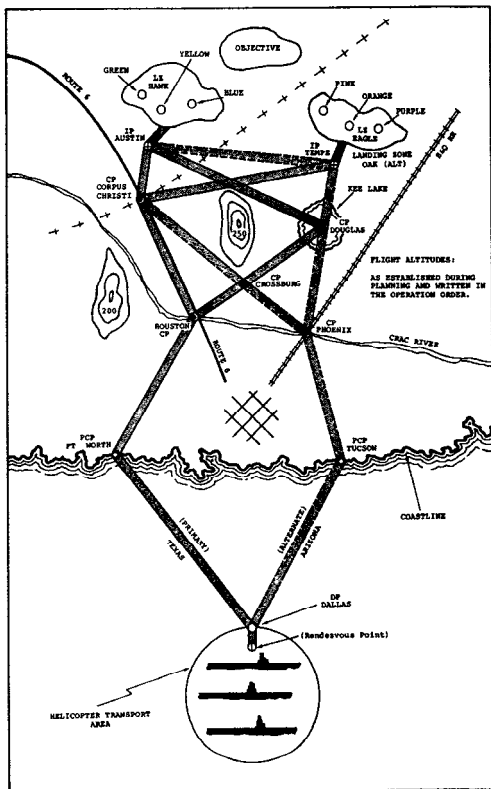 OBJECTIVE
YELLOW
GREEN
LZ
HAWK
BLUE
ROUTE 6
PINK
ORANGE
PURPLE
LZ
EAGLE
LANDING ZONE
OAK (ALT)
IP
AUSTIN
IP
TEMPE
CP
CORPUS
CHRISTI
KEE LAKE
CP
DOUGLAS
250
FLIGHT ALTITUDES:
AS ESTABLISHED DURING
PLANNING AND WRITTEN IN
THE OPERATION ORDER.
200
CP
CROSSBURG
HOUSTON
CP
CP
PHOENIX
CRAC RIVER
ROUTE 6
PCP
FT WORTH
PCP
TUCSON
COASTLINE
(PRIMARY)
TEXAS
(ALTERNATE)
ARIZONA
DP
DALLAS
(Rendezvous Point)
HELICOPTER TRANSPORT
AREA